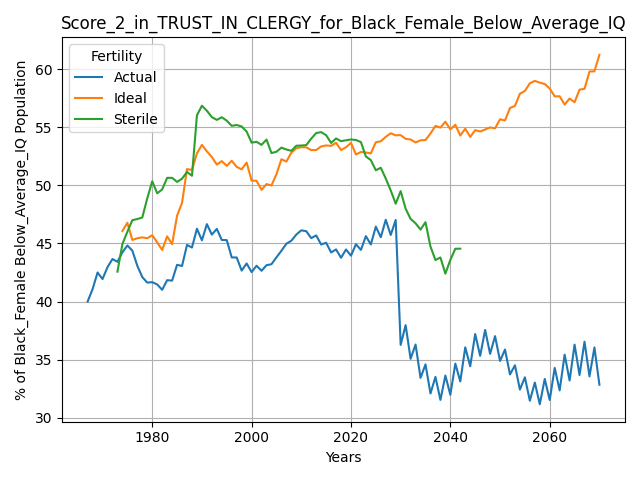 Score_2_in_TRUST_IN_CLERGY_for_Black_Female_Below_Average_IQ
Fertility
Actual
Ideal
Sterile
% of Black_Female Below_Average_IQ Population
60
55
50
45
40
35
30
1980
2000
2020
2040
2060
Years